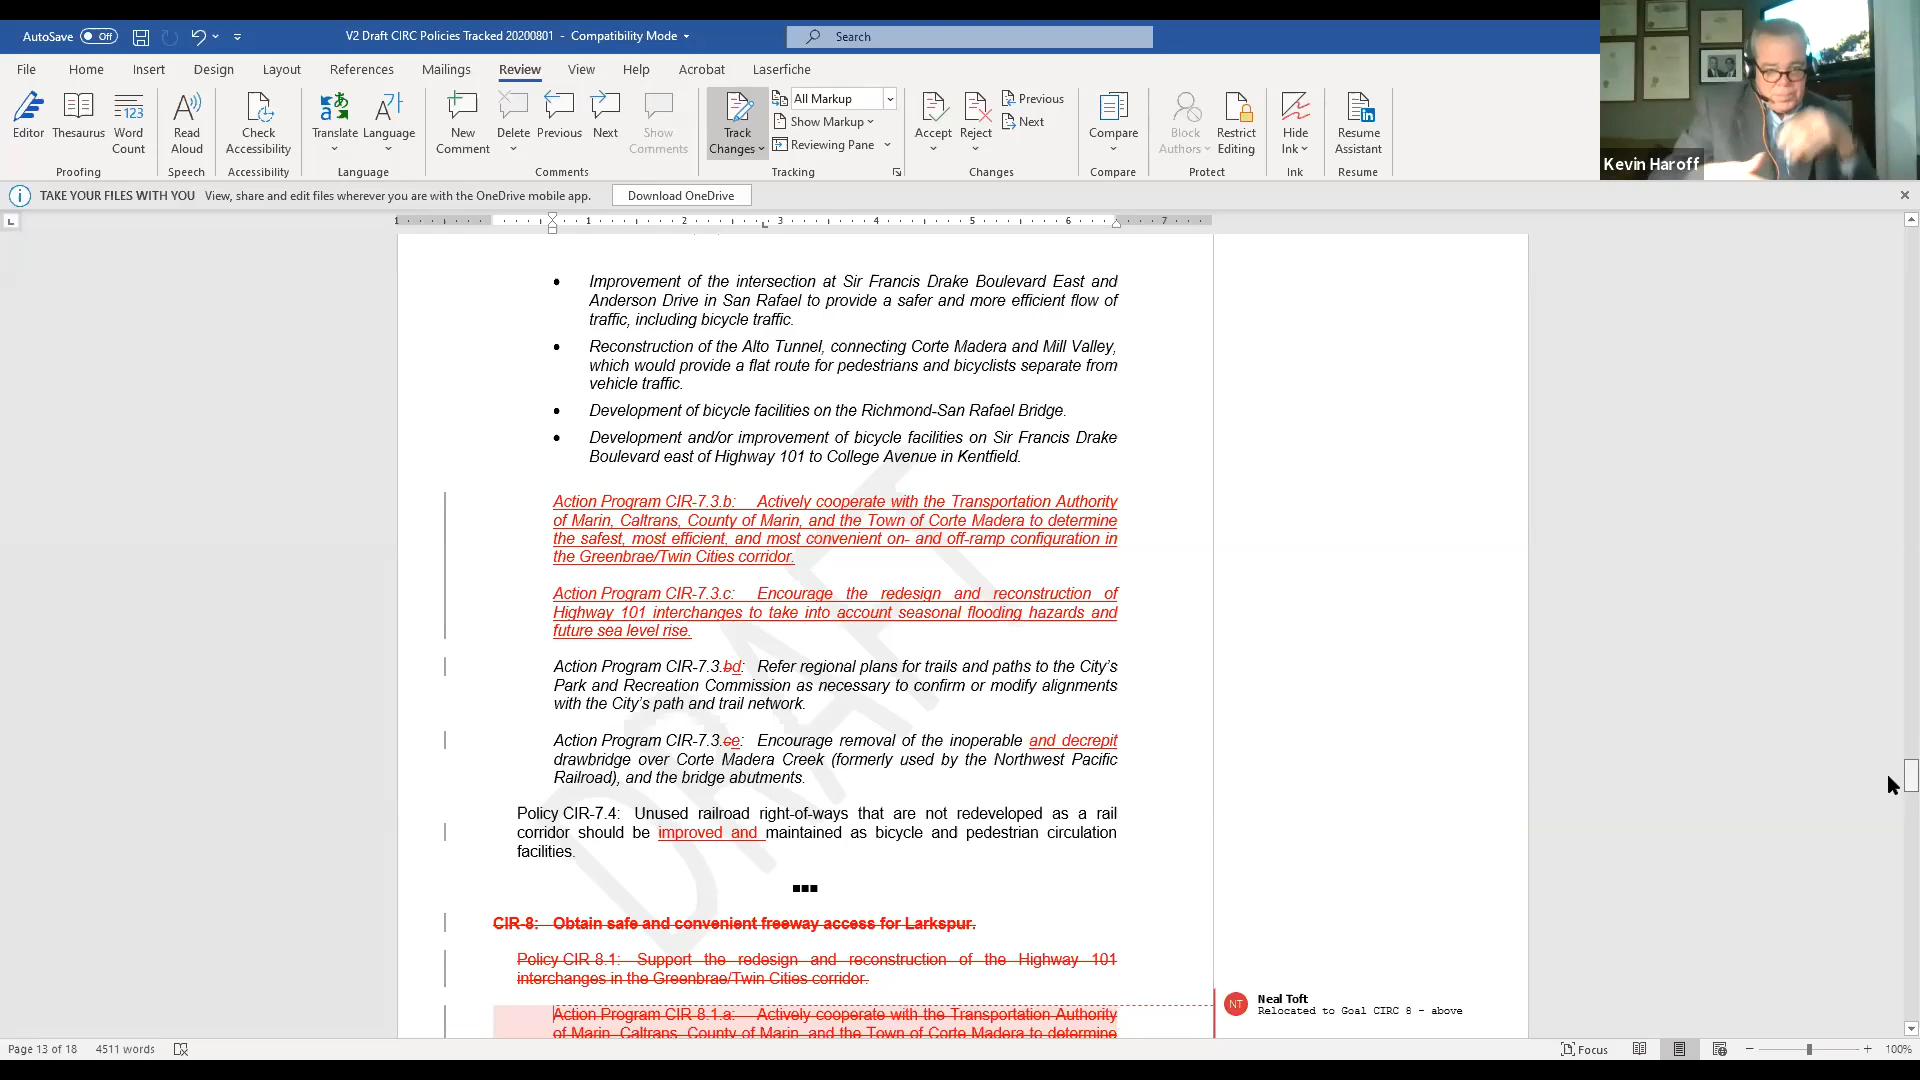 AutoSave Off
V2 Draft CIRC Policies Tracked 20200801 - Compatibility Mode
Search
File Home Insert Design Layout References Mailings Review View Help Acrobat Laserfiche
Editor Thesaurus Word Count
Read Aloud
Check Accessibility
Translate Language
New Comment Delete Previous Next Show Comments
Track Changes All Markup
Show Markup
Reviewing Pane
Accept Reject Previous
Next
Compare
Block Authors Restrict Editing
Hide Ink
Resume Assistant
Proofing Speech Accessibility Language Comments Tracking Changes Compare Protect Ink Resume
Kevin Haroff
TAKE YOUR FILES WITH YOU View, share and edit files wherever you are with the OneDrive mobile app. Download OneDrive
1 1 2 3 4 5 6 7
• Improvement of the intersection at Sir Francis Drake Boulevard East and
Anderson Drive in San Rafael to provide a safer and more efficient flow of
traffic, including bicycle traffic.
• Reconstruction of the Alto Tunnel, connecting Corte Madera and Mill Valley,
which would provide a flat route for pedestrians and bicyclists separate from
vehicle traffic.
• Development of bicycle facilities on the Richmond-San Rafael Bridge.
• Development and/or improvement of bicycle facilities on Sir Francis Drake
Boulevard east of Highway 101 to College Avenue in Kentfield.
Action Program CIR-7.3.b: Actively cooperate with the Transportation Authority
of Marin, Caltrans, County of Marin, and the Town of Corte Madera to determine
the safest, most efficient, and most convenient on- and off-ramp configuration in
the Greenbrae/Twin Cities corridor.
Action Program CIR-7.3.c: Encourage the redesign and reconstruction of
Highway 101 interchanges to take into account seasonal flooding hazards and
future sea level rise.
Action Program CIR-7.3.bd: Refer regional plans for trails and paths to the City's
Park and Recreation Commission as necessary to confirm or modify alignments
with the City's path and trail network.
Action Program CIR-7.3.ce: Encourage removal of the inoperable and decrepit
drawbridge over Corte Madera Creek (formerly used by the Northwest Pacific
Railroad), and the bridge abutments.
Policy CIR-7.4: Unused railroad right-of-ways that are not redeveloped as a rail
corridor should be improved and maintained as bicycle and pedestrian circulation
facilities.
■■■
CIR-8: Obtain safe and convenient freeway access for Larkspur.
Policy CIR 8.1: Support the redesign and reconstruction of the Highway 101
interchanges in the Greenbrae/Twin Cities corridor.
Action Program CIR 8.1.a: Actively cooperate with the Transportation Authority
of Marin, Caltrans, County of Marin, and the Town of Corte Madera to determine
DRAFT
NT Neal Toft
Relocated to Goal CIRC 8 - above
Page 13 of 18 4511 words
Focus 100%